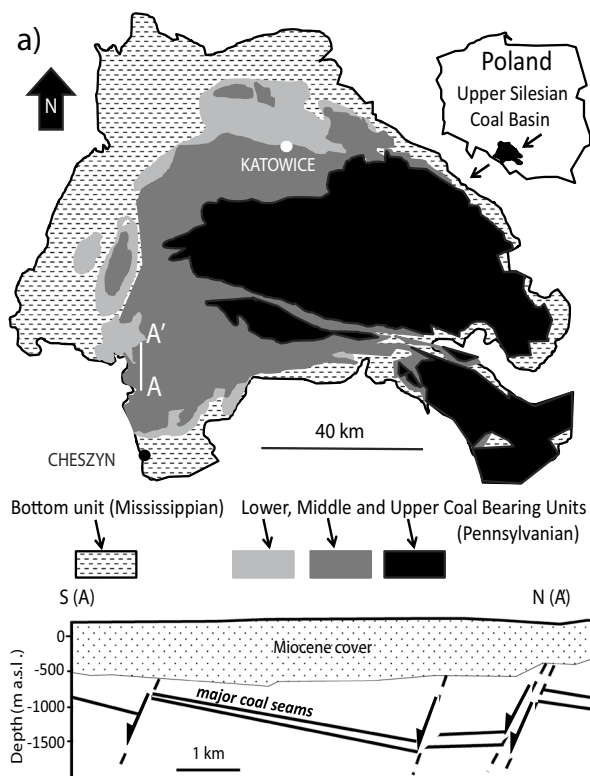 a)
N
Poland
Upper Silesian
Coal Basin
KATOWICE
A'
A
40 km
CHESZYN
Bottom unit (Mississippian)
Lower, Middle and Upper Coal Bearing Units
(Pennsylvanian)
S (A)
N (A')
Depth (m a.s.l.)
0
-500
-1000
-1500
Miocene cover
major coal seams
1 km